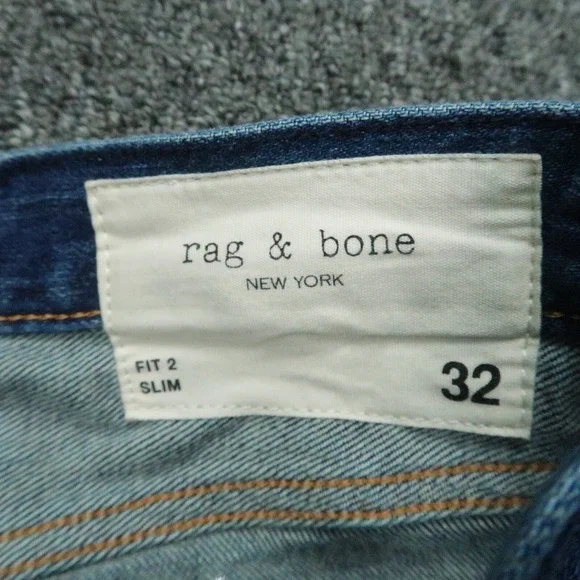 rag & bone
NEW YORK
FIT 2
SLIM
32